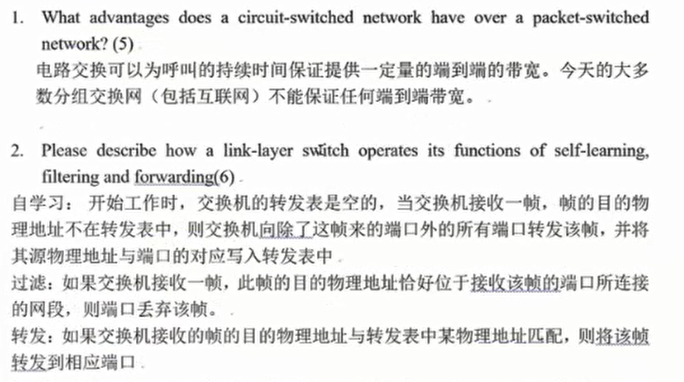 1. What advantages does a circuit-switched network have over a packet-switched
network? (5)
电路交换可以为呼叫的持续时间保证提供一定量的端到端的带宽。今天的大多
数分组交换网（包括互联网）不能保证任何端到端带宽。
2. Please describe how a link-layer switch operates its functions of self-learning,
filtering and forwarding(6)
自学习： 开始工作时，交换机的转发表是空的，当交换机接收一帧，帧的目的物
理地址不在转发表中，则交换机向除了这帧来的端口外的所有端口转发该帧，并将
其源物理地址与端口的对应写入转发表中
过滤：如果交换机接收一帧，此帧的目的物理地址恰好位于接收该帧的端口所连接
的网段，则端口丢弃该帧。
转发：如果交换机接收的帧的目的物理地址与转发表中某物理地址匹配，则将该帧
转发到相应端口